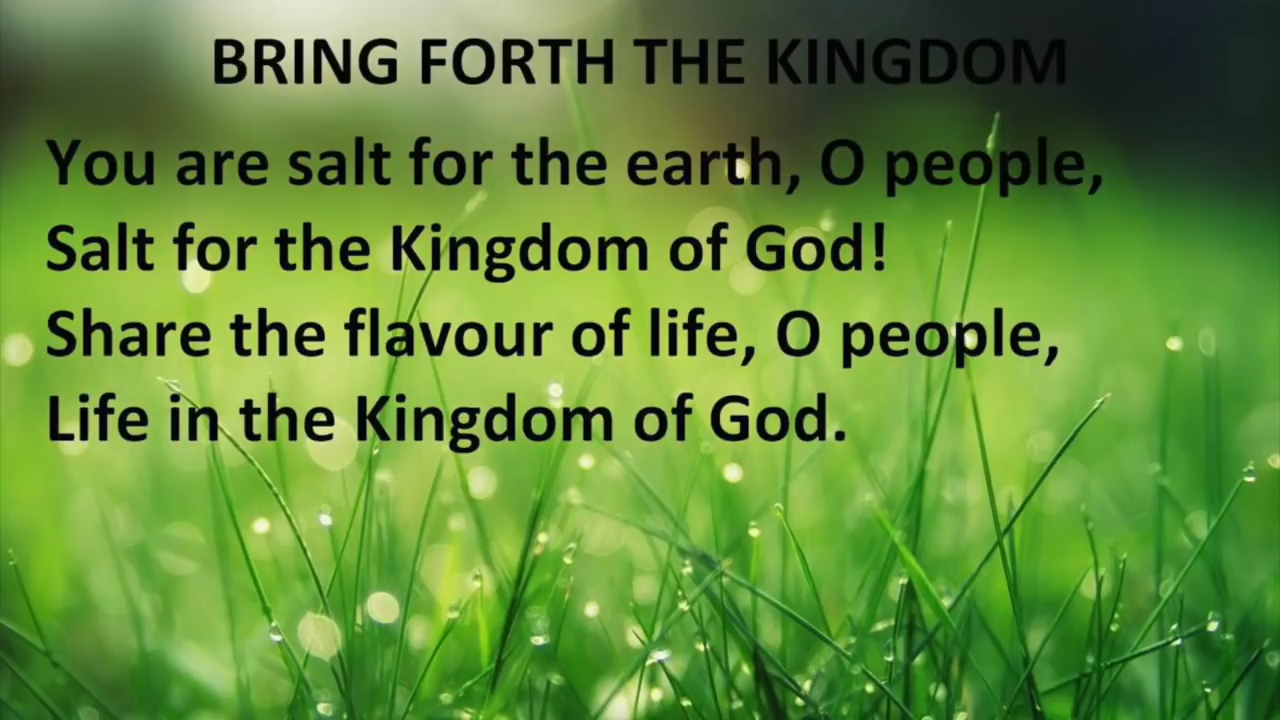 BRING FORTH THE KINGDOM
You are salt for the earth, O people,
Salt for the Kingdom of God!
Share the flavour of life, O people,
Life in the Kingdom of God.